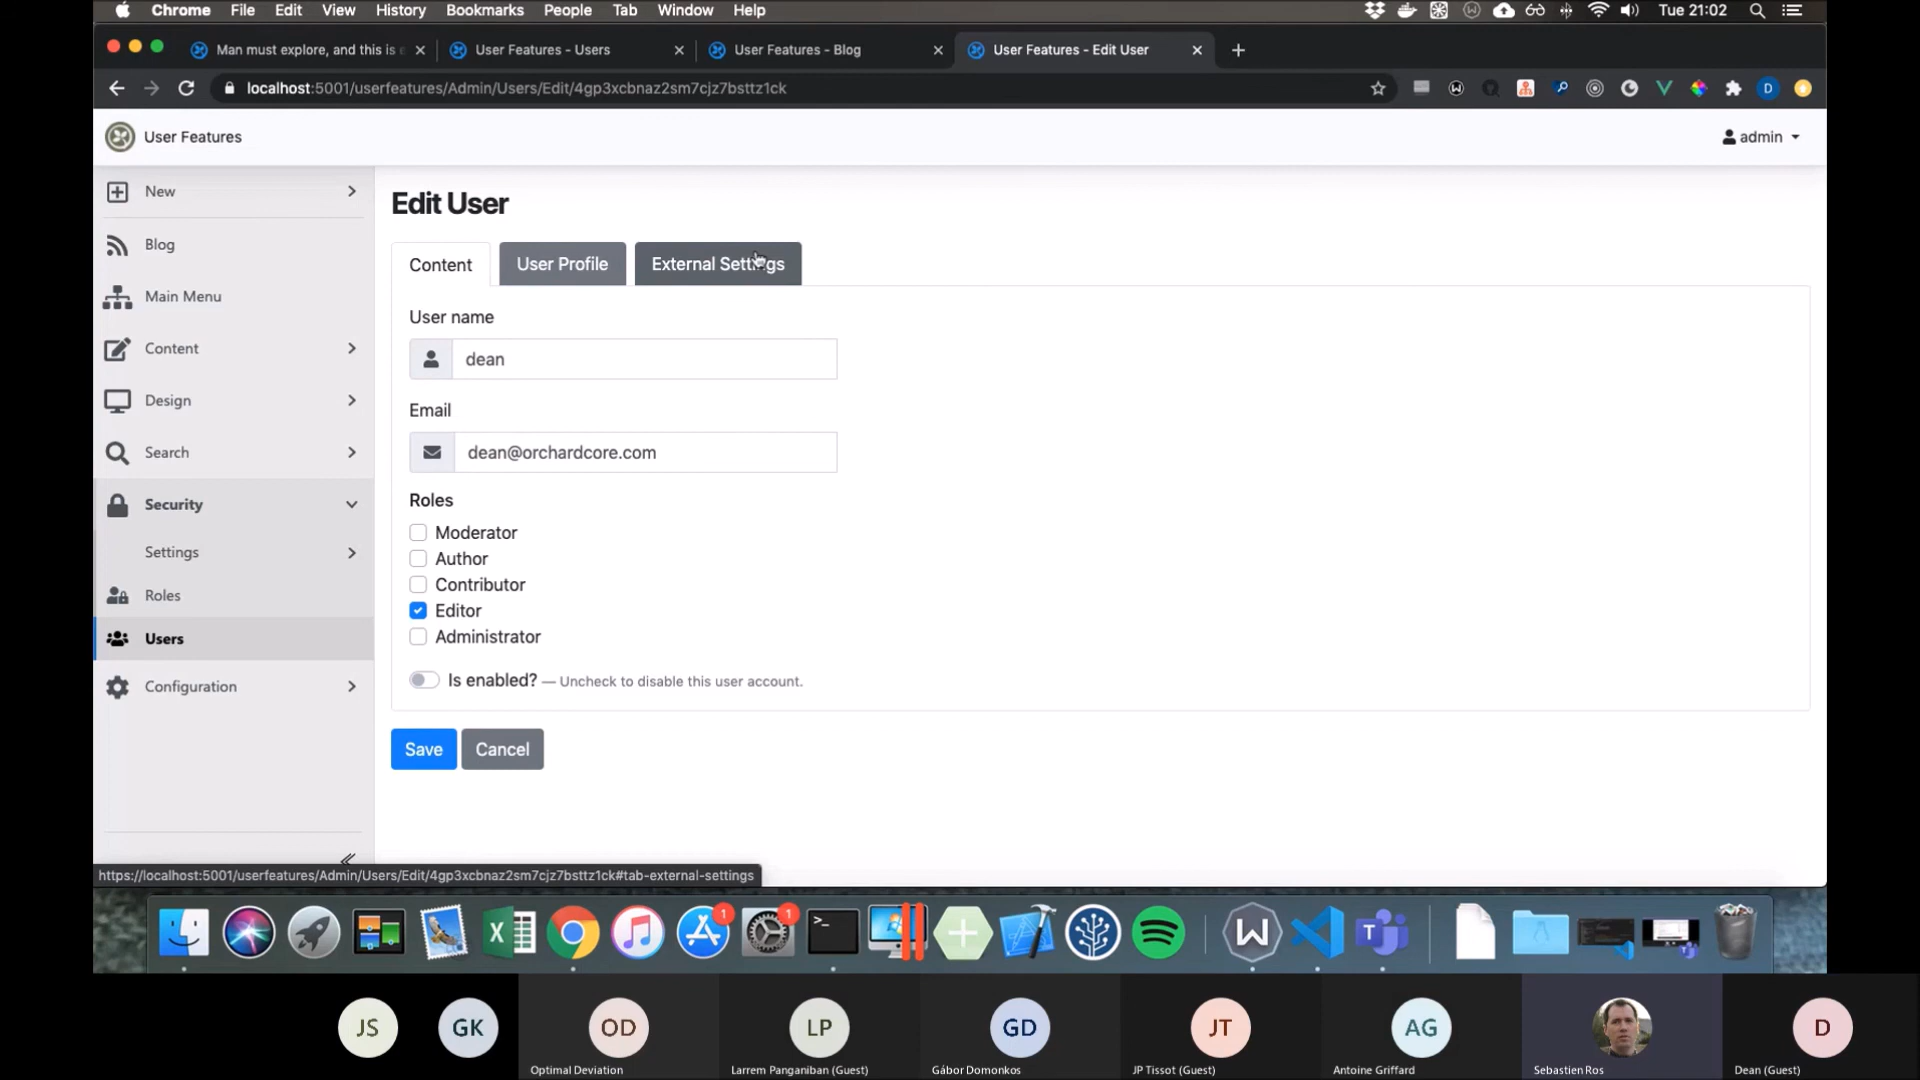 Chrome File Edit View History Bookmarks People Tab Window Help Tue 21:02
Man must explore, and this is e
User Features - Users
User Features - Blog
User Features - Edit User
localhost:5001/userfeatures/Admin/Users/Edit/4gp3xcbnaz2sm7cjz7bsttz1ck
D
User Features
admin
New
Blog
Main Menu
Content
Design
Search
Security
Settings
Roles
Users
Configuration
Edit User
Content User Profile External Settings
User name
dean
Email
dean@orchardcore.com
Roles
Moderator
Author
Contributor
Editor
Administrator
Is enabled? — Uncheck to disable this user account.
Save Cancel
https://localhost:5001/userfeatures/Admin/Users/Edit/4gp3xcbnaz2sm7cjz7bsttz1ck#tab-external-settings
1 1
JS GK OD LP GD JT AG D
Optimal Deviation Larrem Panganiban (Guest) Gábor Domonkos JP Tissot (Guest) Antoine Griffard Sebastien Ros Dean (Guest)